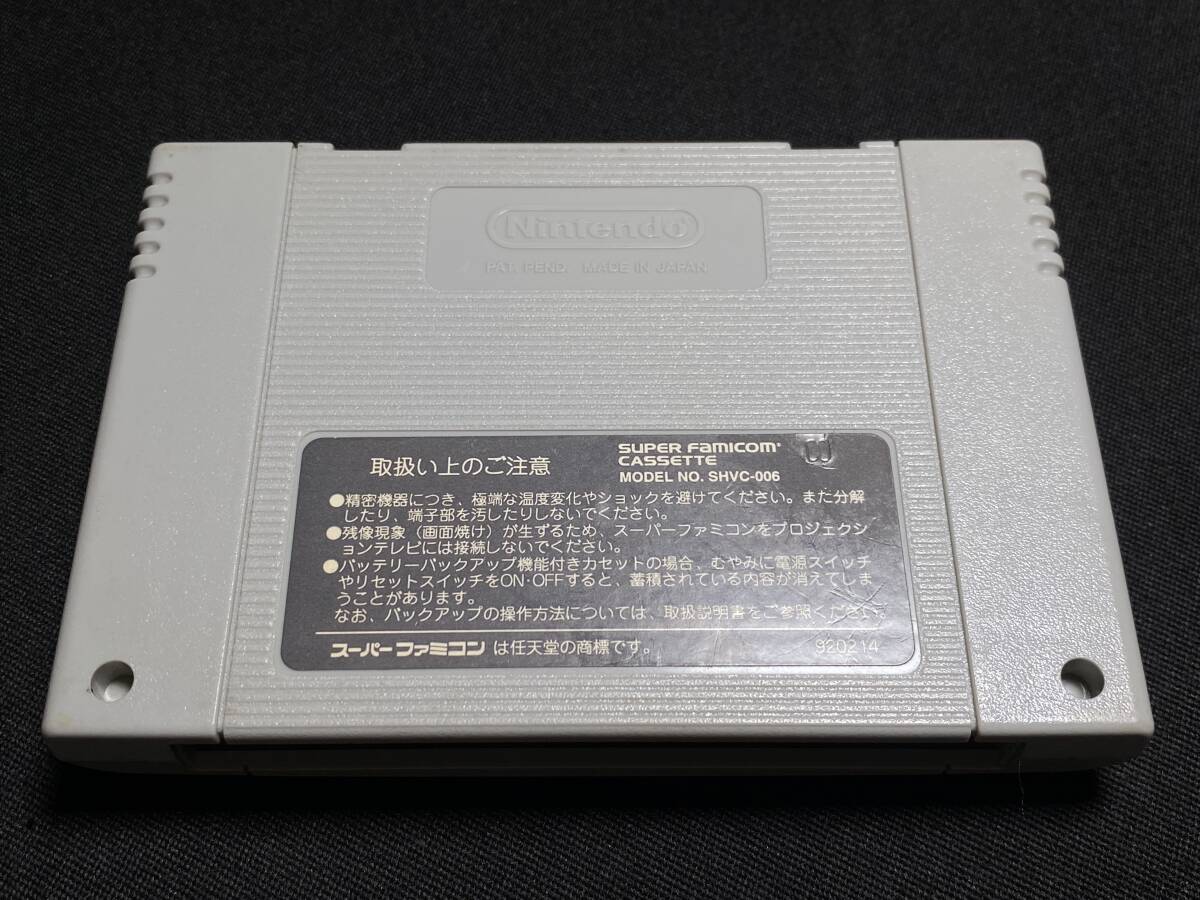 Nintendo
PAT. PEND. MADE IN JAPAN
取扱い上のご注意
SUPER FAMICOM
CASSETTE
MODEL NO. SHVC-006
●精密機器につき、極端な温度変化やショックを避けてください。また分解
したり、端子部を汚したりしないでください。
●残像現象(画面焼け)が生ずるため、スーパーファミコンをプロジェクシ
ョンテレビには接続しないでください。
●バッテリーバックアップ機能付きカセットの場合、むやみに電源スイッチ
やリセットスイッチをON・OFFすると、蓄積されている内容が消えてしま
うことがあります。
なお、バックアップの操作方法については、取扱説明書をご参照ください
スーパーファミコン は任天堂の商標です。
920214